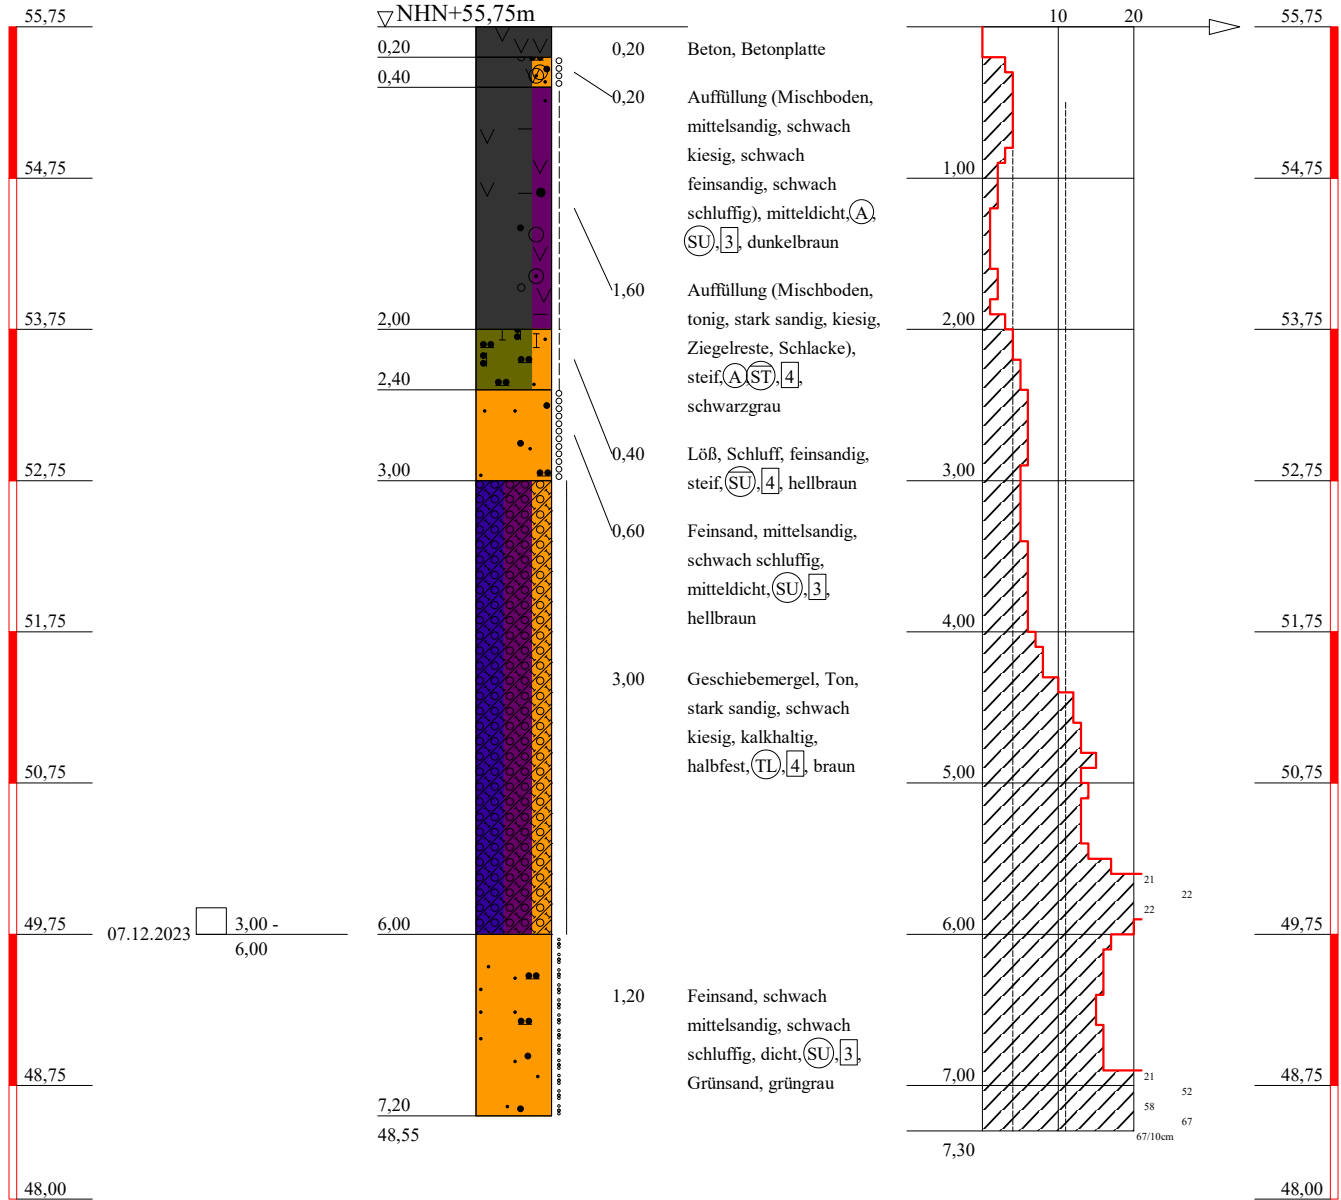 55,75
54,75
53,75
52,75
51,75
50,75
49,75
48,75
48,00
07.12.2023
3,00 -
6,00
NHN+55,75m
0,20
0,40
2,00
2,40
3,00
6,00
7,20
48,55
0,20 Beton, Betonplatte
0,20 Auffüllung (Mischboden,
mittelsandig, schwach
kiesig, schwach
feinsandig, schwach
schluffig), mitteldicht, A,
SU, 3, dunkelbraun
1,60 Auffüllung (Mischboden,
tonig, stark sandig, kiesig,
Ziegelreste, Schlacke),
steif, A, S̅T̅, 4,
schwarzgrau
0,40 Löß, Schluff, feinsandig,
steif, S̅U̅, 4, hellbraun
0,60 Feinsand, mittelsandig,
schwach schluffig,
mitteldicht, SU, 3,
hellbraun
3,00 Geschiebemergel, Ton,
stark sandig, schwach
kiesig, kalkhaltig,
halbfest, TL, 4, braun
1,20 Feinsand, schwach
mittelsandig, schwach
schluffig, dicht, SU, 3,
Grünsand, grüngrau
10 20
1,00
2,00
3,00
4,00
5,00
6,00
7,00
7,30
21
22
22
21
52
58
67
67/10cm
55,75
54,75
53,75
52,75
51,75
50,75
49,75
48,75
48,00